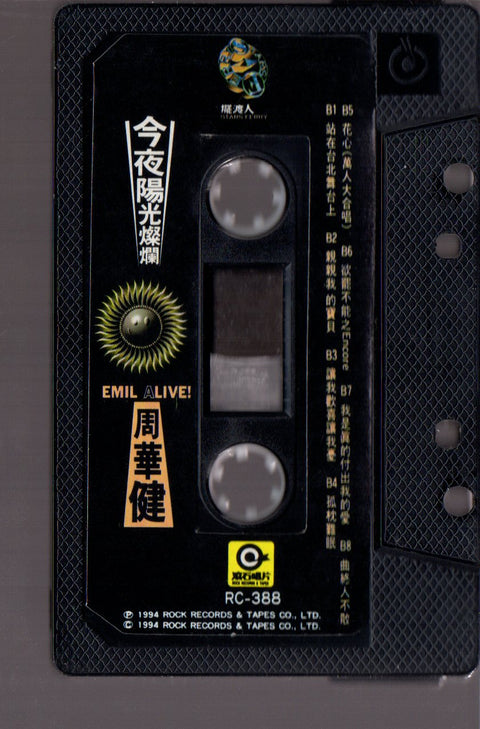 擺渡人
STARS FERRY
今夜陽光燦爛
EMIL ALIVE!
周華健
B1 站在台北舞台上 B2 親親我的寶貝 B3 讓我歡喜讓我憂 B4 孤枕難眠
B5 花心(萬人大合唱) B6 欲罷不能之Encore B7 我是真的付出我的愛 B8 曲終人不散
滾石唱片
ROCK RECORDS & TAPES
RC-388
Ⓟ 1994 ROCK RECORDS & TAPES CO., LTD.
© 1994 ROCK RECORDS & TAPES CO., LTD.